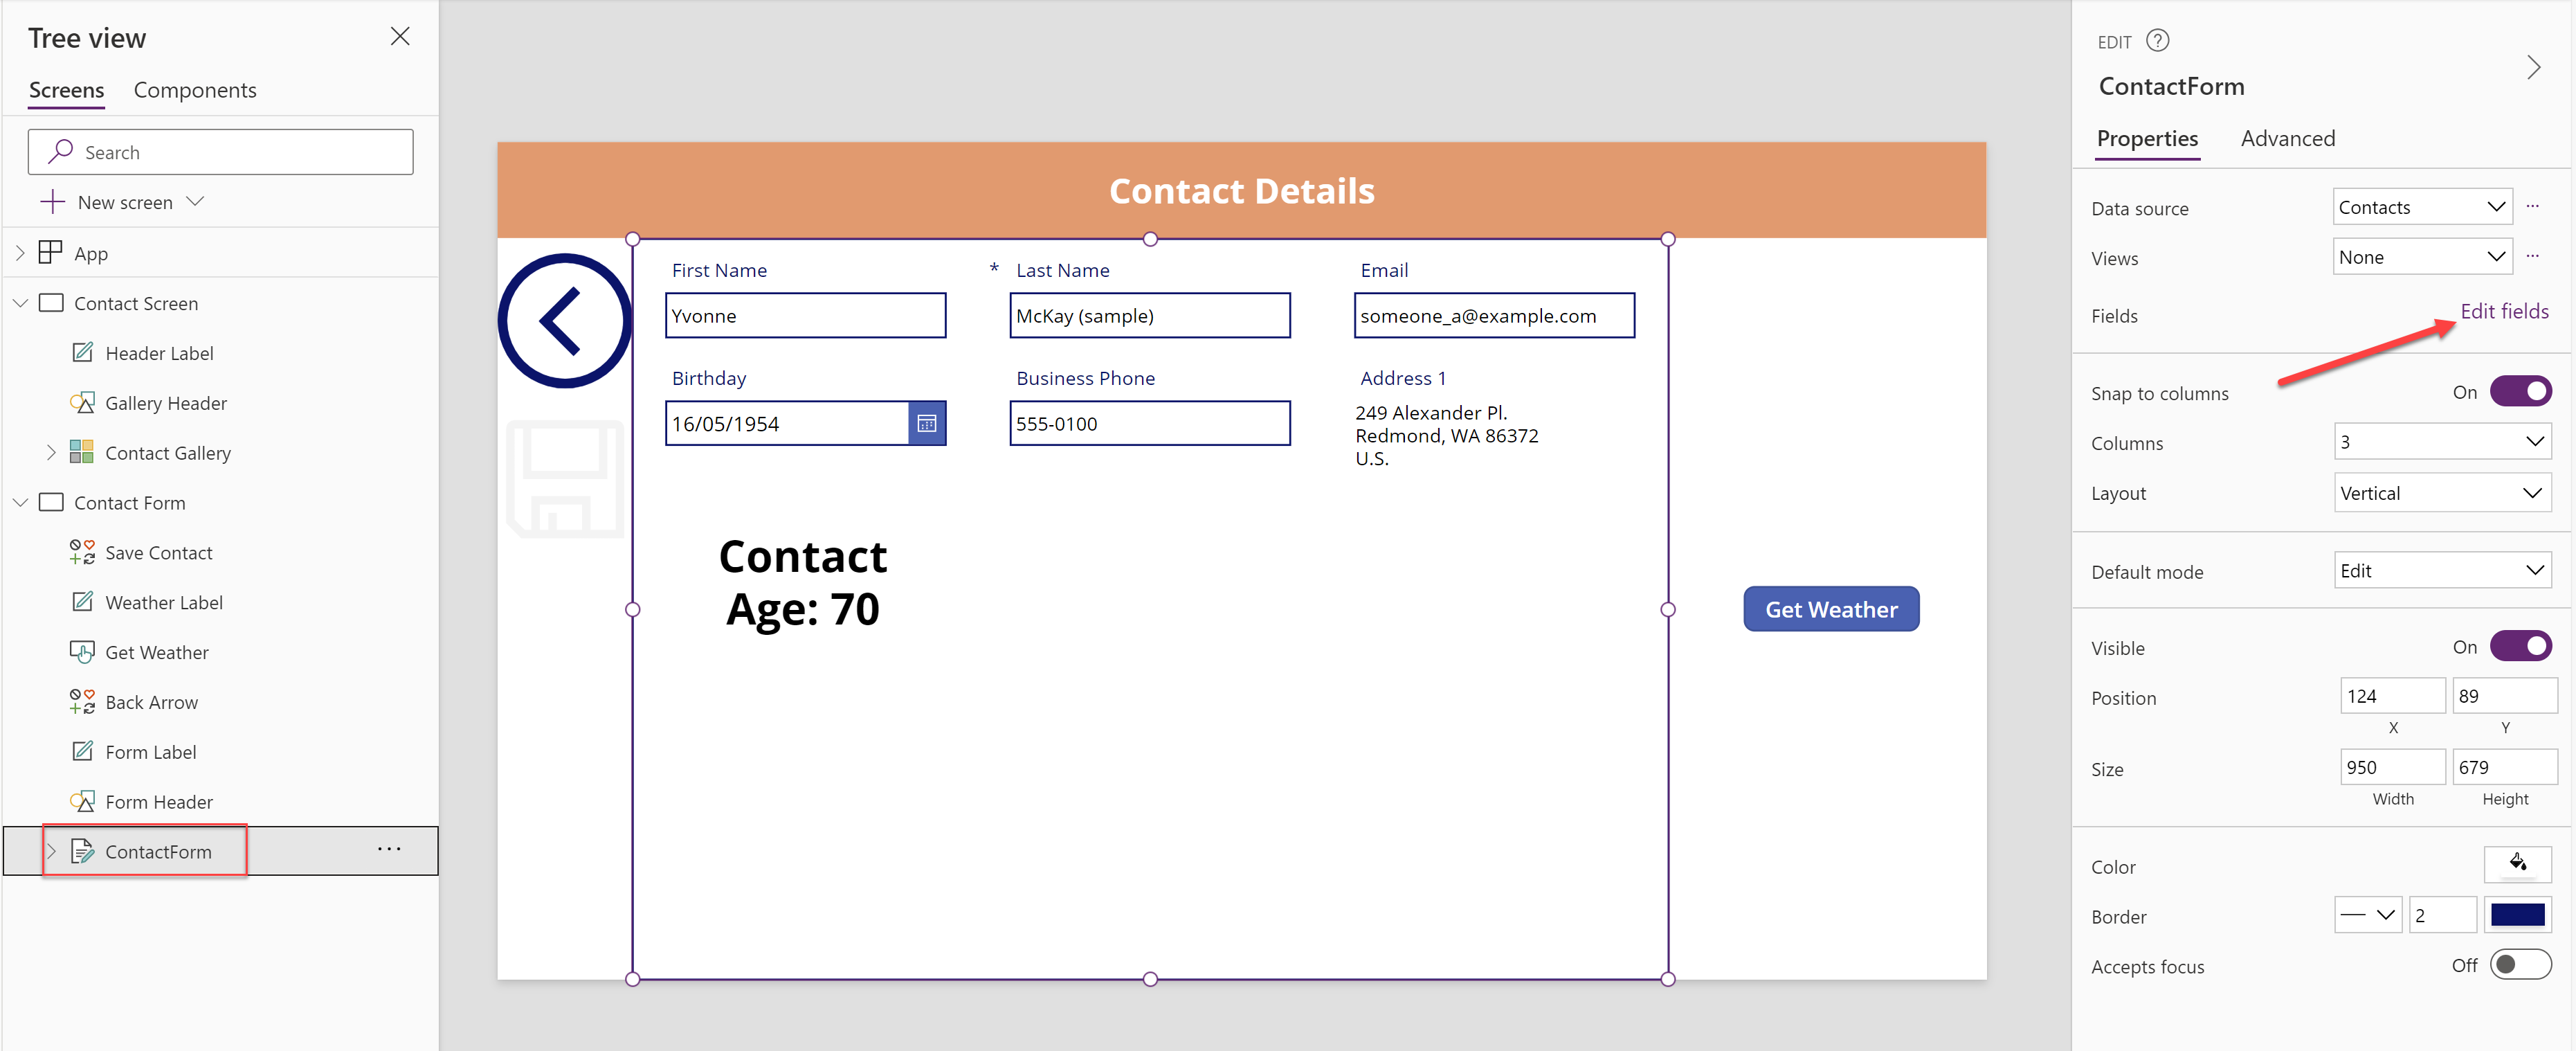 Tree view
Screens Components
Search
New screen
App
Contact Screen
Header Label
Gallery Header
Contact Gallery
Contact Form
Save Contact
Weather Label
Get Weather
Back Arrow
Form Label
Form Header
ContactForm ...
Contact Details
First Name * Last Name Email
Yvonne McKay (sample) someone_a@example.com
Birthday Business Phone Address 1
16/05/1954 555-0100 249 Alexander Pl.
Redmond, WA 86372
U.S.
Contact
Age: 70
Get Weather
EDIT ?
ContactForm
Properties Advanced
Data source Contacts ...
Views None ...
Fields Edit fields
Snap to columns On
Columns 3
Layout Vertical
Default mode Edit
Visible On
Position 124 89
X Y
Size 950 679
Width Height
Color
Border 2
Accepts focus Off